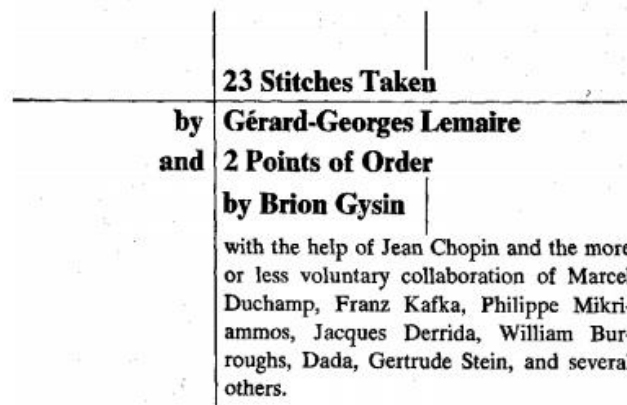 23 Stitches Taken
by Gérard-Georges Lemaire
and 2 Points of Order
by Brion Gysin
with the help of Jean Chopin and the more
or less voluntary collaboration of Marcel
Duchamp, Franz Kafka, Philippe Mikri-
ammos, Jacques Derrida, William Bur-
roughs, Dada, Gertrude Stein, and several
others.